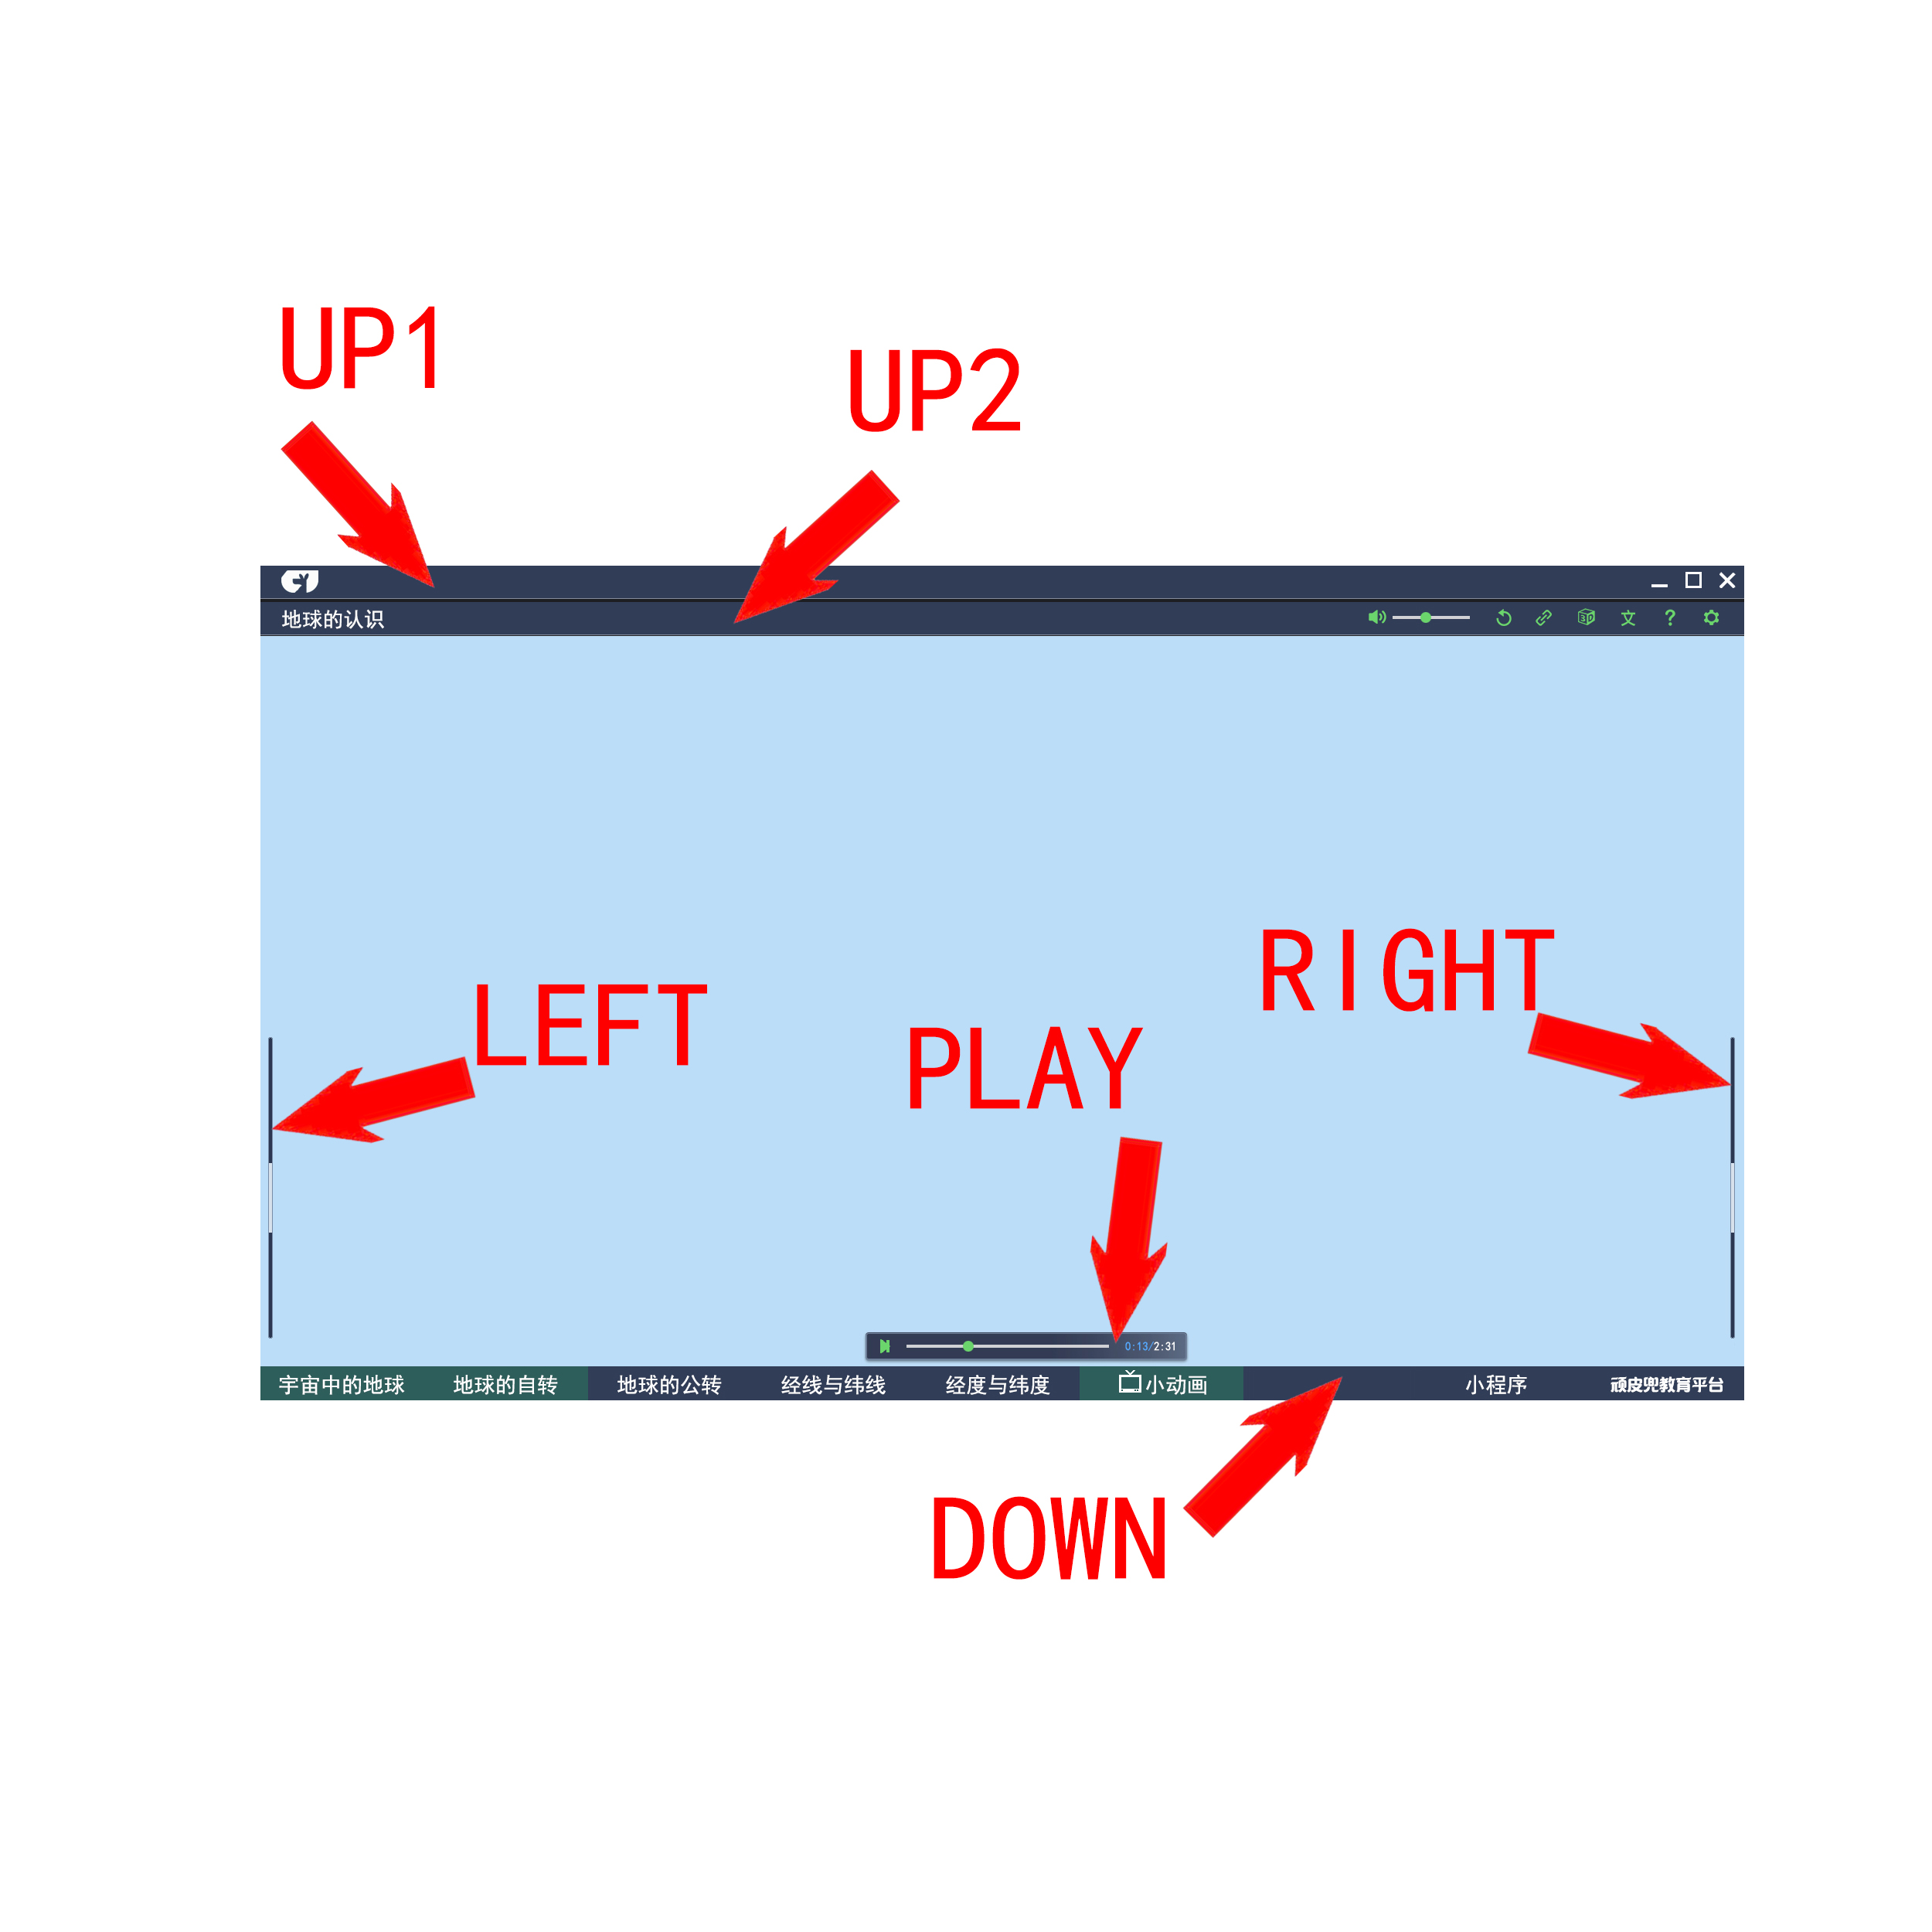 UP1
UP2
地球的认识
RIGHT
LEFT
PLAY
0:13/2:31
宇宙中的地球 地球的自转 地球的公转 经线与纬线 经度与纬度 小动画 小程序 顽皮兜教育平台
DOWN